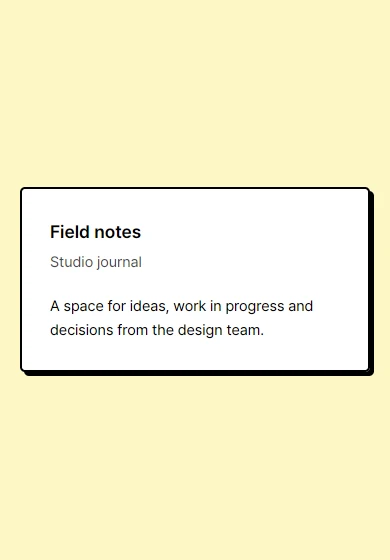 Field notes
Studio journal
A space for ideas, work in progress and
decisions from the design team.